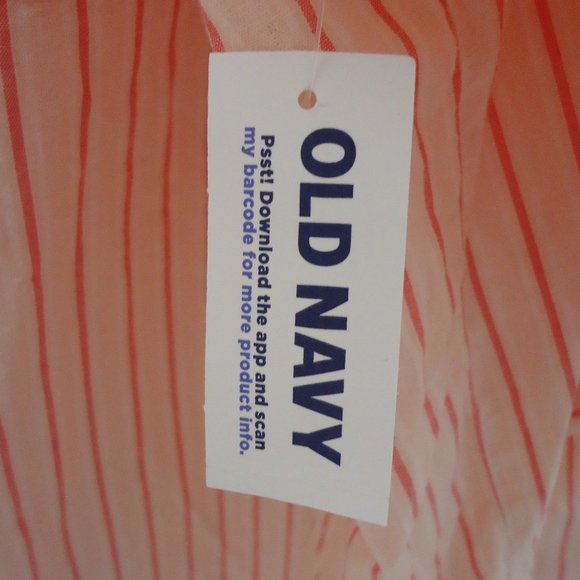 OLD NAVY
Psst! Download the app and scan
my barcode for more product info.